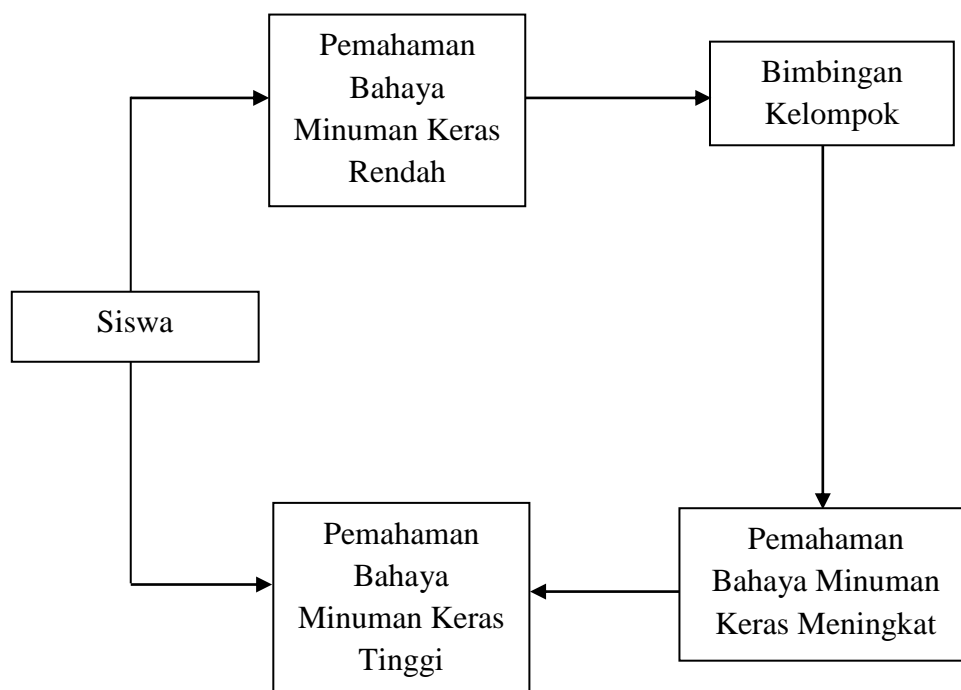 Pemahaman
Bahaya
Minuman Keras
Rendah
Bimbingan
Kelompok
Siswa
Pemahaman
Bahaya
Minuman Keras
Tinggi
Pemahaman
Bahaya Minuman
Keras Meningkat